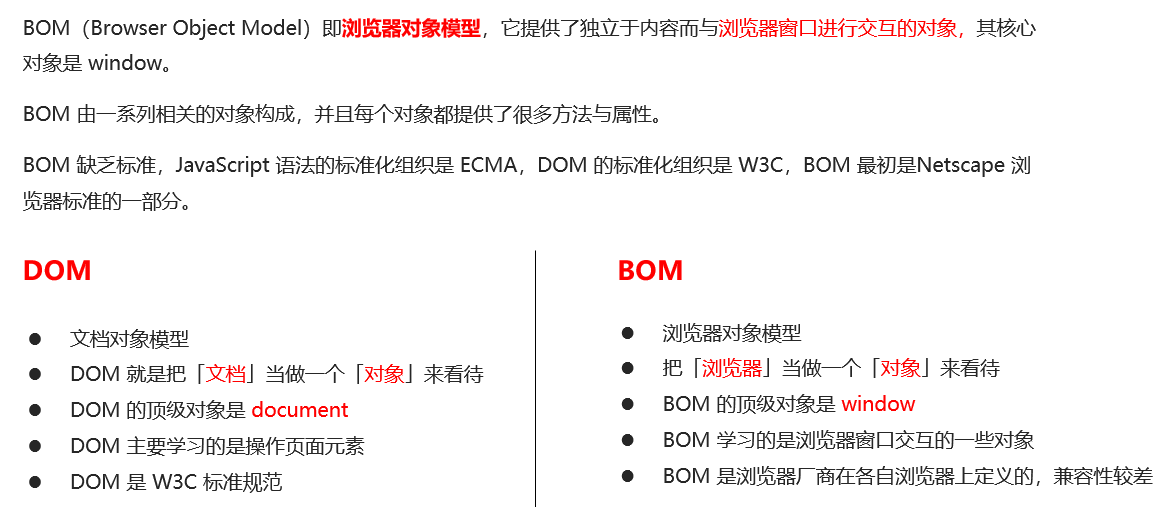 BOM（Browser Object Model）即浏览器对象模型，它提供了独立于内容而与浏览器窗口进行交互的对象，其核心
对象是 window。
BOM 由一系列相关的对象构成，并且每个对象都提供了很多方法与属性。
BOM 缺乏标准，JavaScript 语法的标准化组织是 ECMA，DOM 的标准化组织是 W3C，BOM 最初是Netscape 浏
览器标准的一部分。
DOM
● 文档对象模型
● DOM 就是把「文档」当做一个「对象」来看待
● DOM 的顶级对象是 document
● DOM 主要学习的是操作页面元素
● DOM 是 W3C 标准规范
BOM
● 浏览器对象模型
● 把「浏览器」当做一个「对象」来看待
● BOM 的顶级对象是 window
● BOM 学习的是浏览器窗口交互的一些对象
● BOM 是浏览器厂商在各自浏览器上定义的，兼容性较差